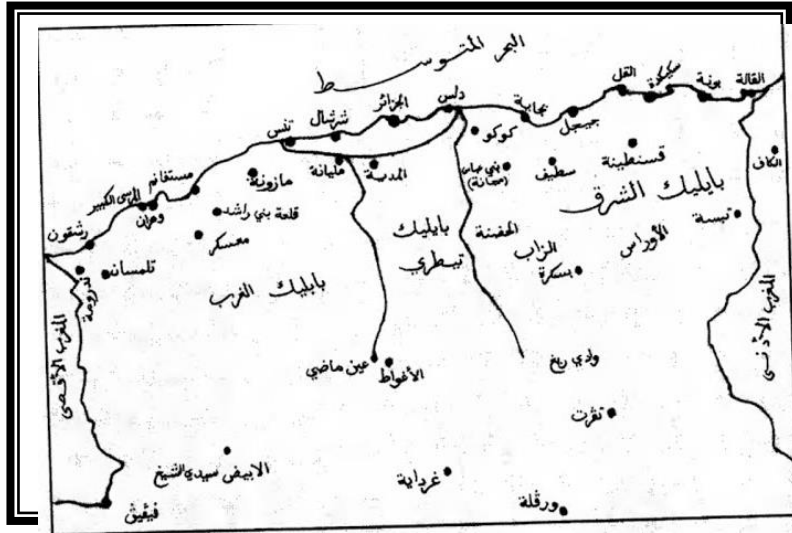 البحر المتوسط
القالة
بونة
سكيكدة
القل
جيجل
بجاية
دلس
الجزائر
شرشال
تنس
مستغانم
المرسى الكبير
وهران
رشقون
الكاف
قسنطينة
سطيف
بني عباس
كوكو
المدية
مليانة
مازونة
قلعة بني راشد
معسكر
تلمسان
ندرومة
بايليك الشرق
تبسة
الأوراس
الزاب
بسكرة
الحضنة
بايليك
تيطري
بايليك الغرب
المغرب الأدنى
المغرب الأقصى
وادي ريغ
الأغواط
عين ماضي
تقرت
الابيض سيدي الشيخ
غرداية
ورقلة
فيقيق